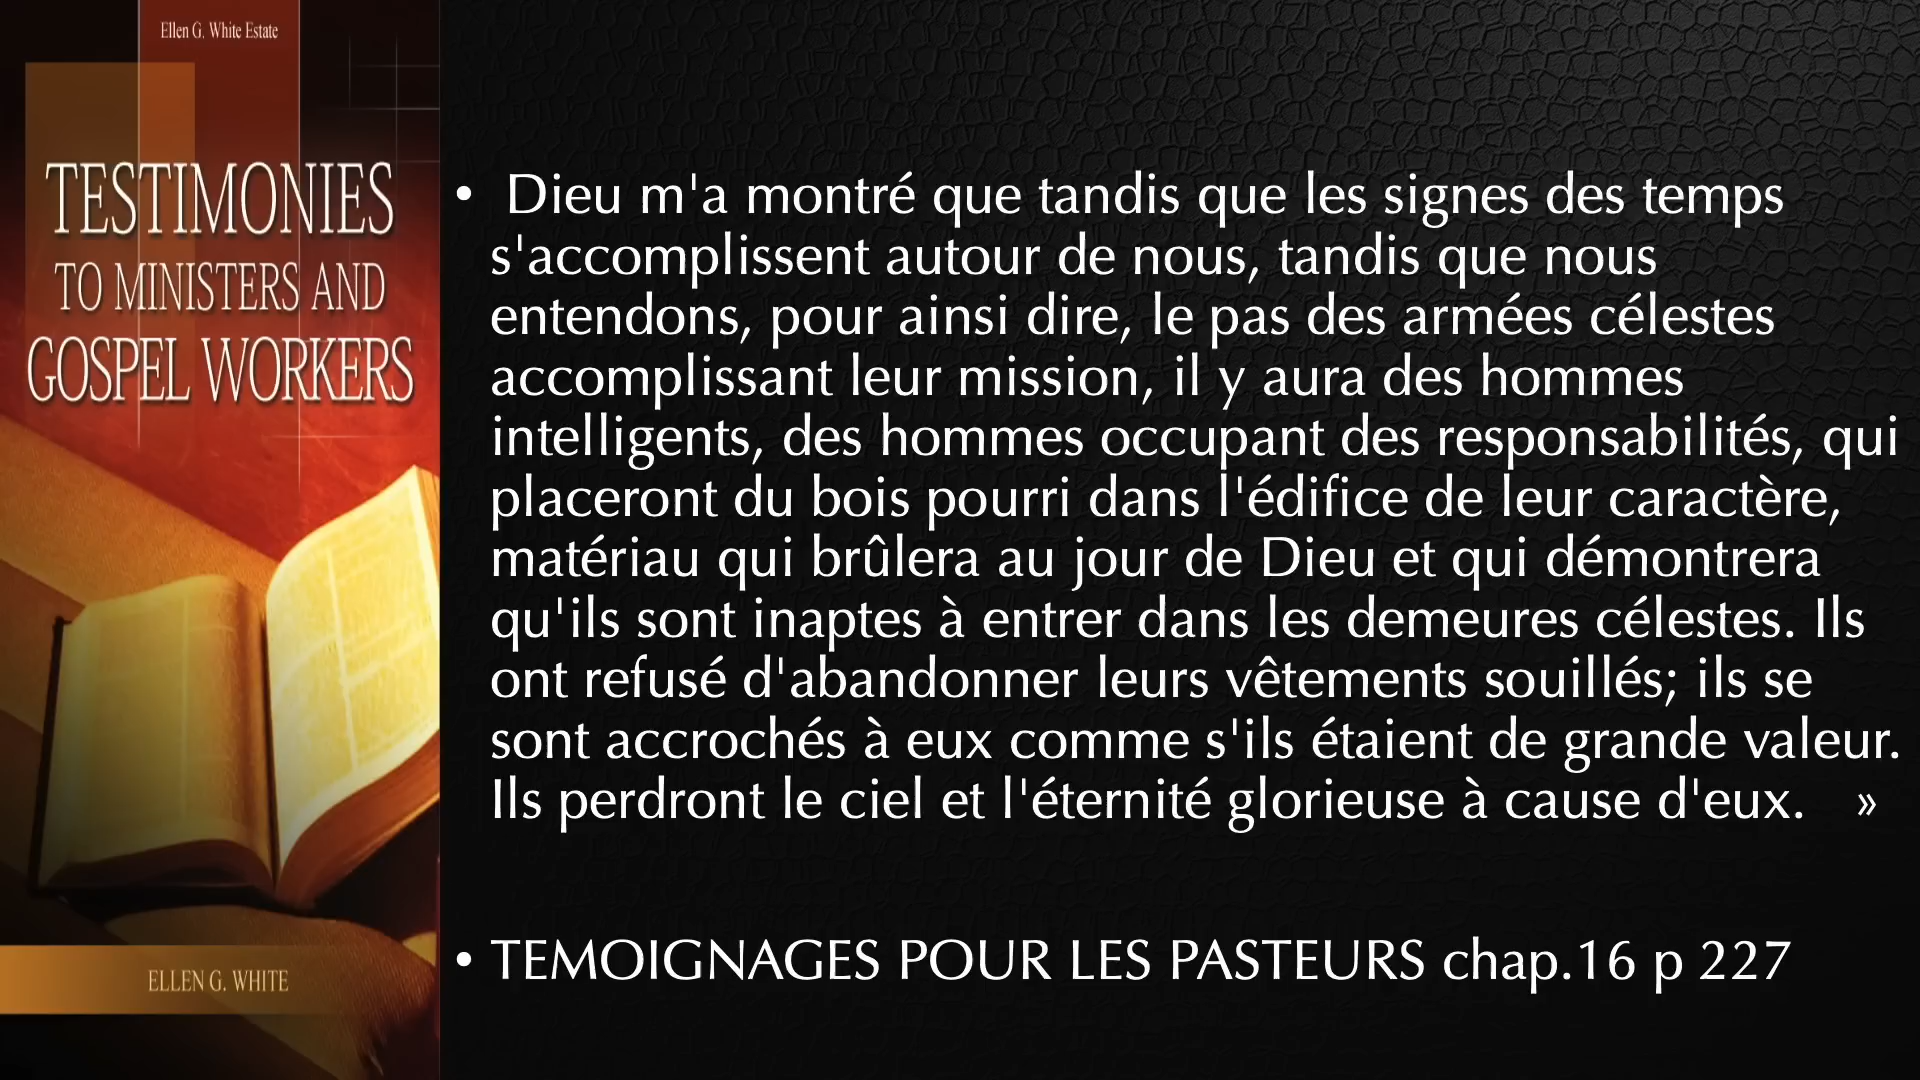 Ellen G. White Estate
TESTIMONIES
TO MINISTERS AND
GOSPEL WORKERS
ELLEN G. WHITE
• Dieu m'a montré que tandis que les signes des temps
s'accomplissent autour de nous, tandis que nous
entendons, pour ainsi dire, le pas des armées célestes
accomplissant leur mission, il y aura des hommes
intelligents, des hommes occupant des responsabilités, qui
placeront du bois pourri dans l'édifice de leur caractère,
matériau qui brûlera au jour de Dieu et qui démontrera
qu'ils sont inaptes à entrer dans les demeures célestes. Ils
ont refusé d'abandonner leurs vêtements souillés; ils se
sont accrochés à eux comme s'ils étaient de grande valeur.
Ils perdront le ciel et l'éternité glorieuse à cause d'eux. »
• TEMOIGNAGES POUR LES PASTEURS chap.16 p 227